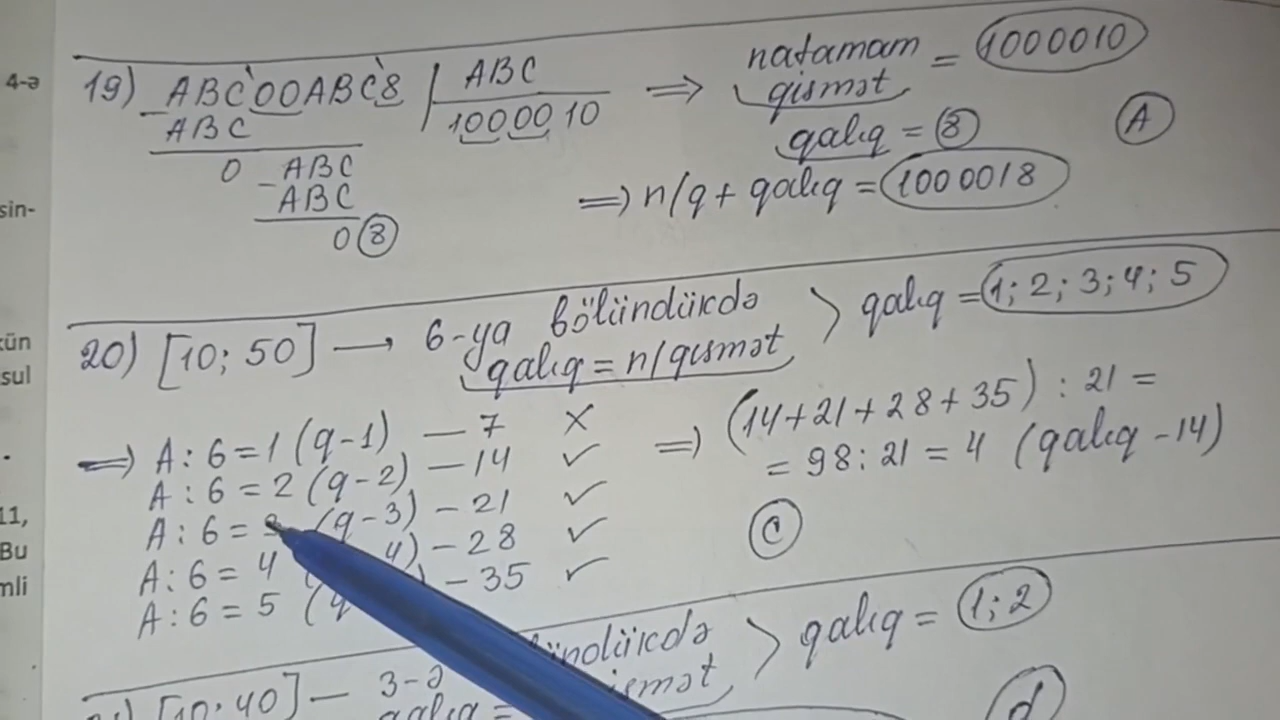 4-ə
sin-
kün
sul
11,
Bu
mli
19) ABC00ABC8 | ABC
1000010
ABC
0 - ABC
ABC
0 8
⇒ natamam qismət = 1000010
qalıq = 8
A
⇒ n/q + qalıq = 1000018
20) [10; 50] → 6-ya bölündükdə
qalıq = n/qismət
> qalıq = 1; 2; 3; 4; 5
⇒ A : 6 = 1 (q-1) — 7 ×
A : 6 = 2 (q-2) — 14 ✓
A : 6 = (q-3) — 21 ✓
A : 6 = 4 4) — 28 ✓
A : 6 = 5 (q ) — 35 ✓
⇒ (14+21+28+35) : 21 =
= 98 : 21 = 4 (qalıq - 14)
C
[10; 40] — 3-ə
qalıq =
> qalıq = 1; 2
d